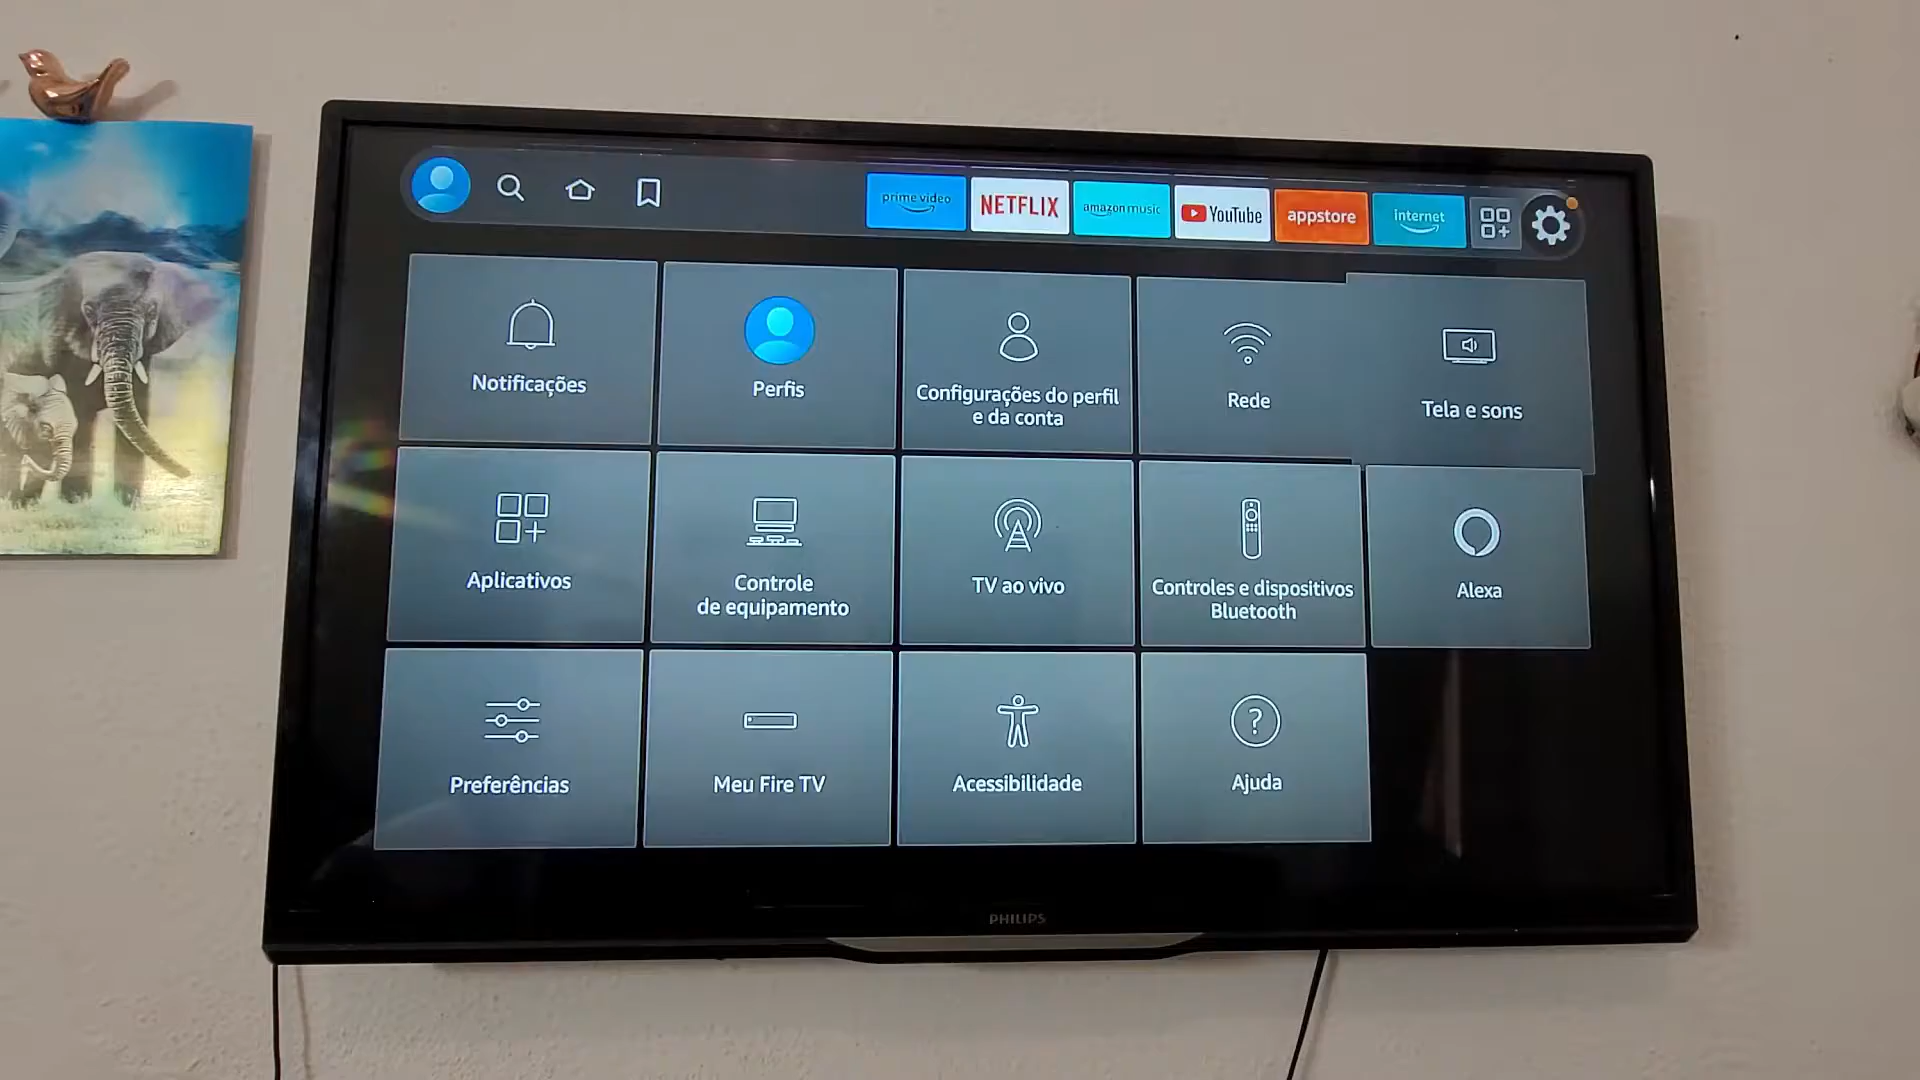 prime video
NETFLIX
amazon music
YouTube
appstore
internet
Notificações
Perfis
Configurações do perfil
e da conta
Rede
Tela e sons
Aplicativos
Controle
de equipamento
TV ao vivo
Controles e dispositivos
Bluetooth
Alexa
Preferências
Meu Fire TV
Acessibilidade
? 
Ajuda
PHILIPS